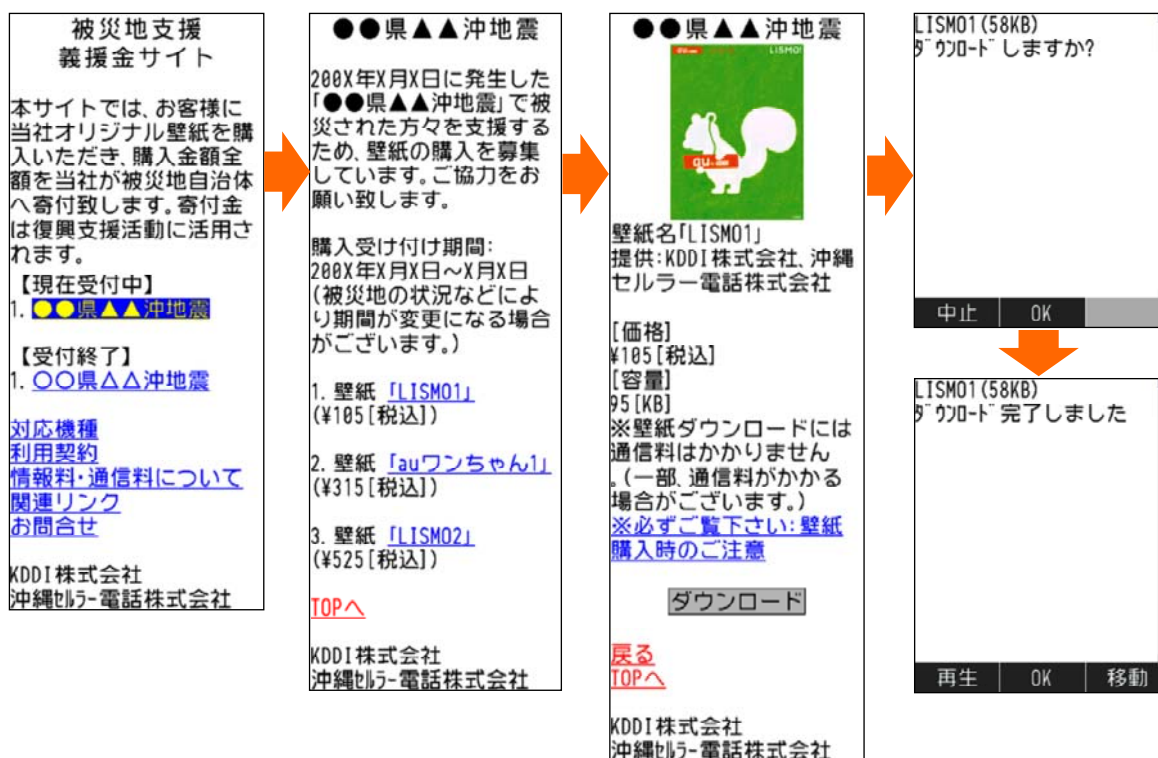 被災地支援
義援金サイト
本サイトでは、お客様に
当社オリジナル壁紙を購
入いただき、購入金額全
額を当社が被災地自治体
へ寄付致します。寄付金
は復興支援活動に活用さ
れます。
【現在受付中】
1. ●●県▲▲沖地震
【受付終了】
1. 〇〇県△△沖地震
対応機種
利用契約
情報料・通信料について
関連リンク
お問合せ
KDDI株式会社
沖縄ｾﾙﾗｰ電話株式会社
●●県▲▲沖地震
200X年X月X日に発生した
「●●県▲▲沖地震」で被
災された方々を支援する
ため、壁紙の購入を募集
しています。ご協力をお
願い致します。
購入受け付け期間:
200X年X月X日～X月X日
(被災地の状況などによ
り期間が変更になる場合
がございます。)
1. 壁紙「LISMO1」
(¥105[税込])
2. 壁紙「auワンちゃん1」
(¥315[税込])
3. 壁紙「LISMO2」
(¥525[税込])
TOPへ
KDDI株式会社
沖縄ｾﾙﾗｰ電話株式会社
●●県▲▲沖地震
LISMO!
au
壁紙名「LISMO1」
提供:KDDI株式会社、沖縄
セルラー電話株式会社
[価格]
¥105[税込]
[容量]
95[KB]
※壁紙ダウンロードには
通信料はかかりません
。(一部、通信料がかかる
場合がございます。)
※必ずご覧下さい:壁紙
購入時のご注意
ダウンロード
戻る
TOPへ
KDDI株式会社
沖縄ｾﾙﾗｰ電話株式会社
LISMO1(58KB)
ﾀﾞｳﾝﾛｰﾄﾞしますか?
中止 OK
LISMO1(58KB)
ﾀﾞｳﾝﾛｰﾄﾞ完了しました
再生 OK 移動